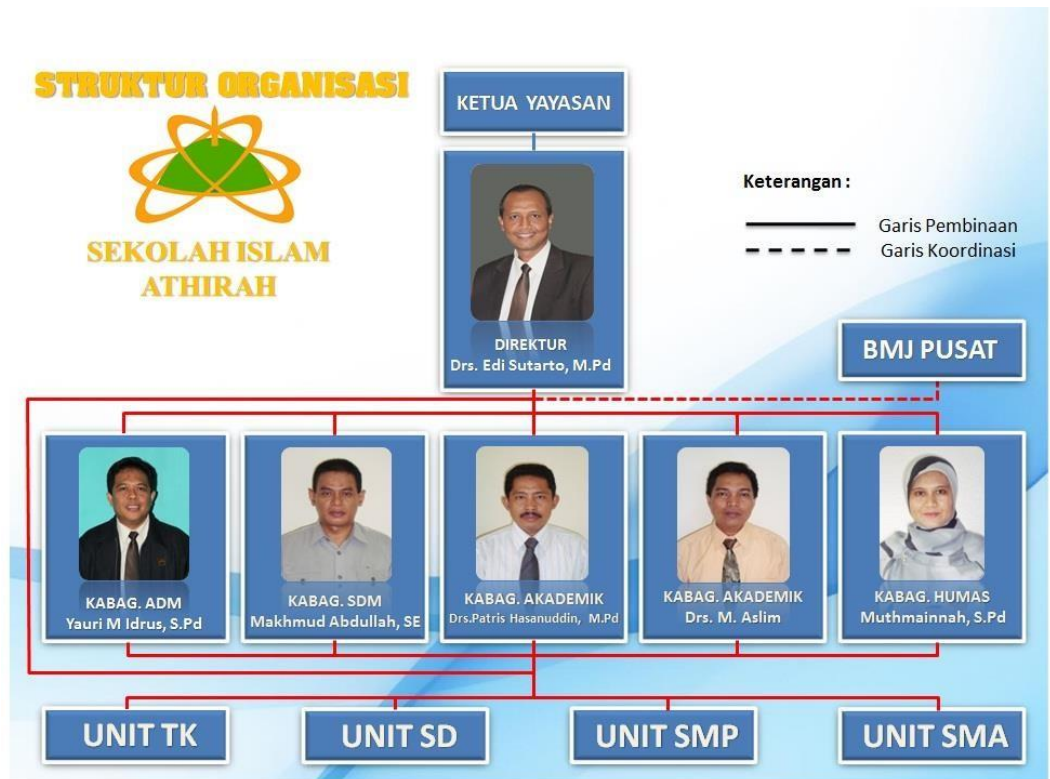 STRUKTUR ORGANISASI
SEKOLAH ISLAM
ATHIRAH
KETUA YAYASAN
DIREKTUR
Drs. Edi Sutarto, M.Pd
Keterangan :
Garis Pembinaan
Garis Koordinasi
BMJ PUSAT
KABAG. ADM
Yauri M Idrus, S.Pd
KABAG. SDM
Makhmud Abdullah, SE
KABAG. AKADEMIK
Drs.Patris Hasanuddin, M.Pd
KABAG. AKADEMIK
Drs. M. Aslim
KABAG. HUMAS
Muthmainnah, S.Pd
UNIT TK
UNIT SD
UNIT SMP
UNIT SMA